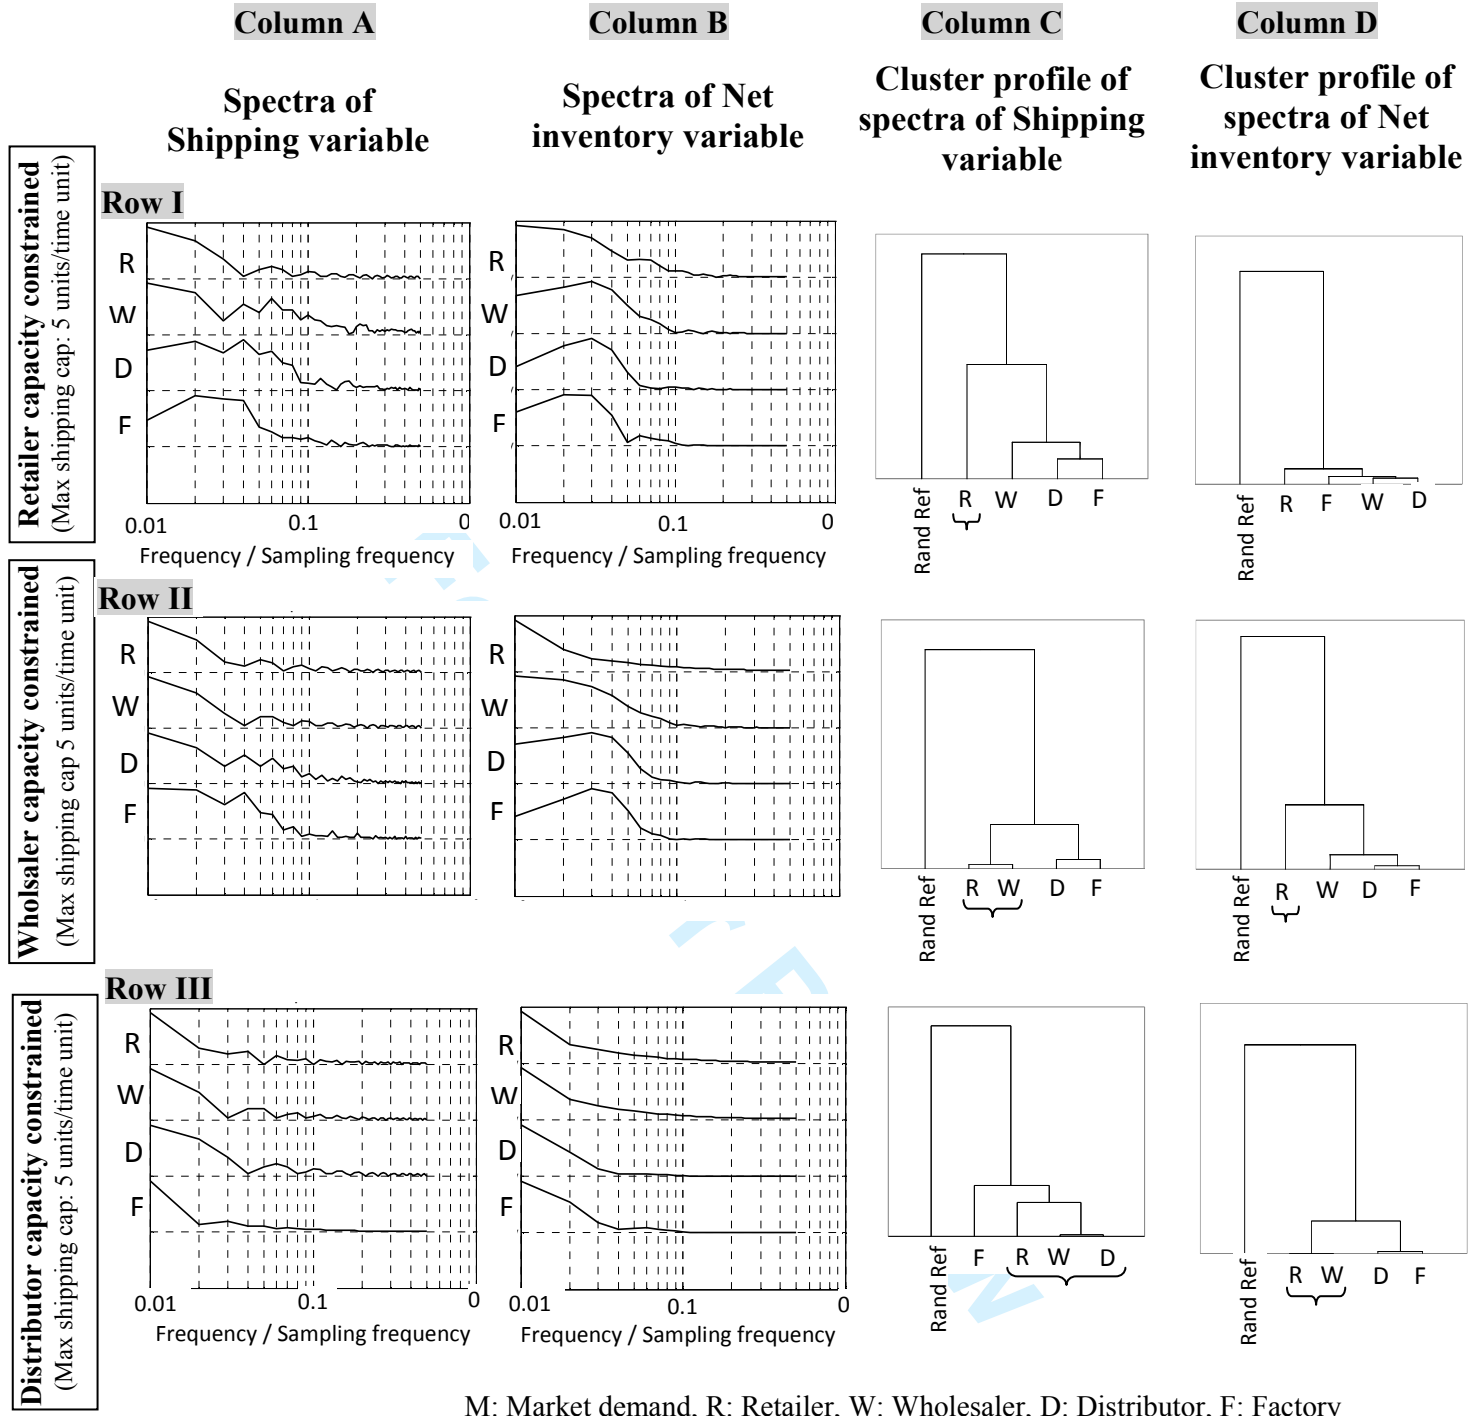 Column A
Column B
Column C
Column D
Spectra of
Shipping variable
Spectra of Net
inventory variable
Cluster profile of
spectra of Shipping
variable
Cluster profile of
spectra of Net
inventory variable
Retailer capacity constrained
(Max shipping cap: 5 units/time unit)
Row I
R
W
D
F
0.01
0.1
0
Frequency / Sampling frequency
R
W
D
F
0.01
0.1
0
Frequency / Sampling frequency
Rand Ref
R
W
D
F
Rand Ref
R
F
W
D
Wholsaler capacity constrained
(Max shipping cap 5 units/time unit)
Row II
R
W
D
F
R
W
D
F
Rand Ref
R
W
D
F
Rand Ref
R
W
D
F
Distributor capacity constrained
(Max shipping cap: 5 units/time unit)
Row III
R
W
D
F
0.01
0.1
0
Frequency / Sampling frequency
R
W
D
F
0.01
0.1
0
Frequency / Sampling frequency
Rand Ref
F
R
W
D
Rand Ref
R
W
D
F
M: Market demand, R: Retailer, W: Wholesaler, D: Distributor, F: Factory